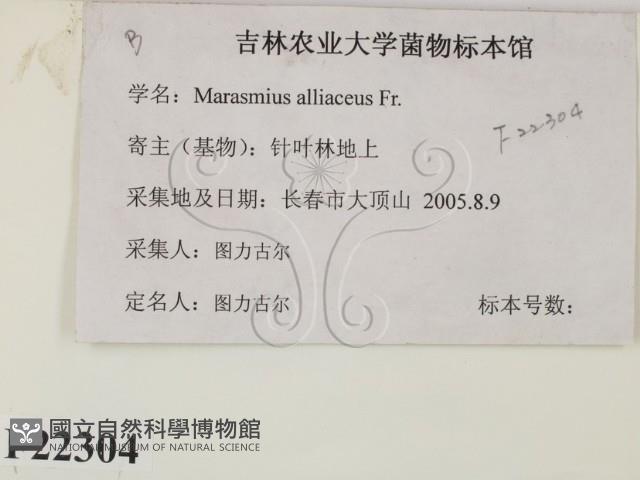 B
吉林农业大学菌物标本馆
学名：Marasmius alliaceus Fr.
F 22304
寄主（基物）：针叶林地上
采集地及日期：长春市大顶山 2005.8.9
采集人：图力古尔
定名人：图力古尔
标本号数：
國立自然科學博物館
NATIONAL MUSEUM OF NATURAL SCIENCE
F22304